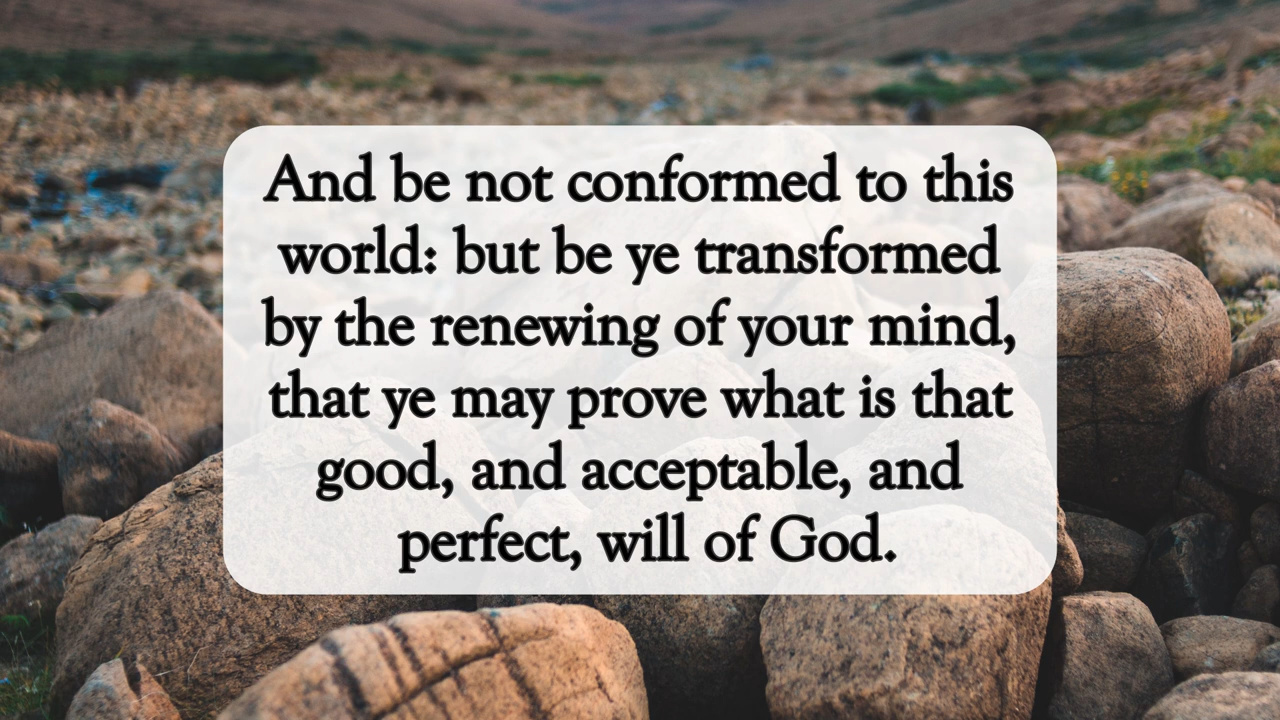 And be not conformed to this
world: but be ye transformed
by the renewing of your mind,
that ye may prove what is that
good, and acceptable, and
perfect, will of God.